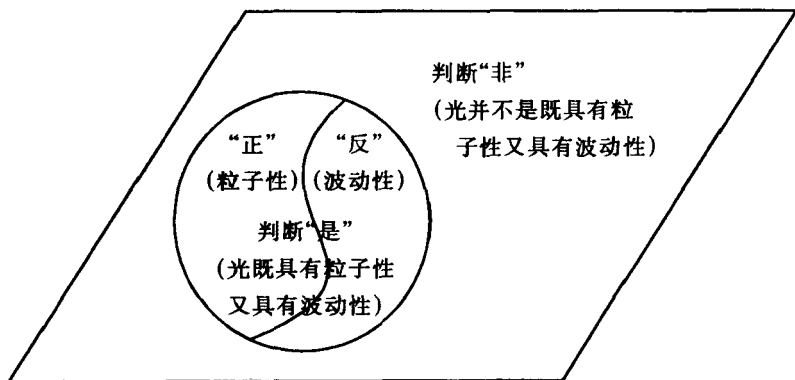 判断“非”
(光并不是既具有粒
子性又具有波动性)
“正” “反”
(粒子性) (波动性)
判断“是”
(光既具有粒子性
又具有波动性)